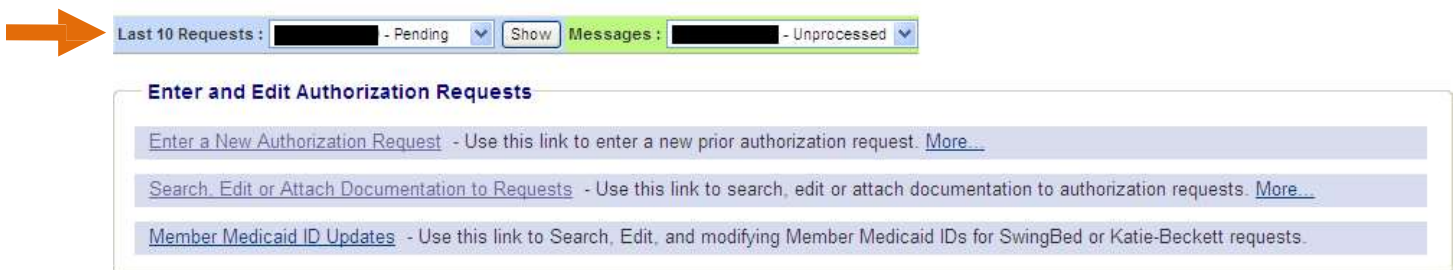 Last 10 Requests : - Pending Show Messages : - Unprocessed
Enter and Edit Authorization Requests
Enter a New Authorization Request - Use this link to enter a new prior authorization request. More...
Search, Edit or Attach Documentation to Requests - Use this link to search, edit or attach documentation to authorization requests. More...
Member Medicaid ID Updates - Use this link to Search, Edit, and modifying Member Medicaid IDs for SwingBed or Katie-Beckett requests.